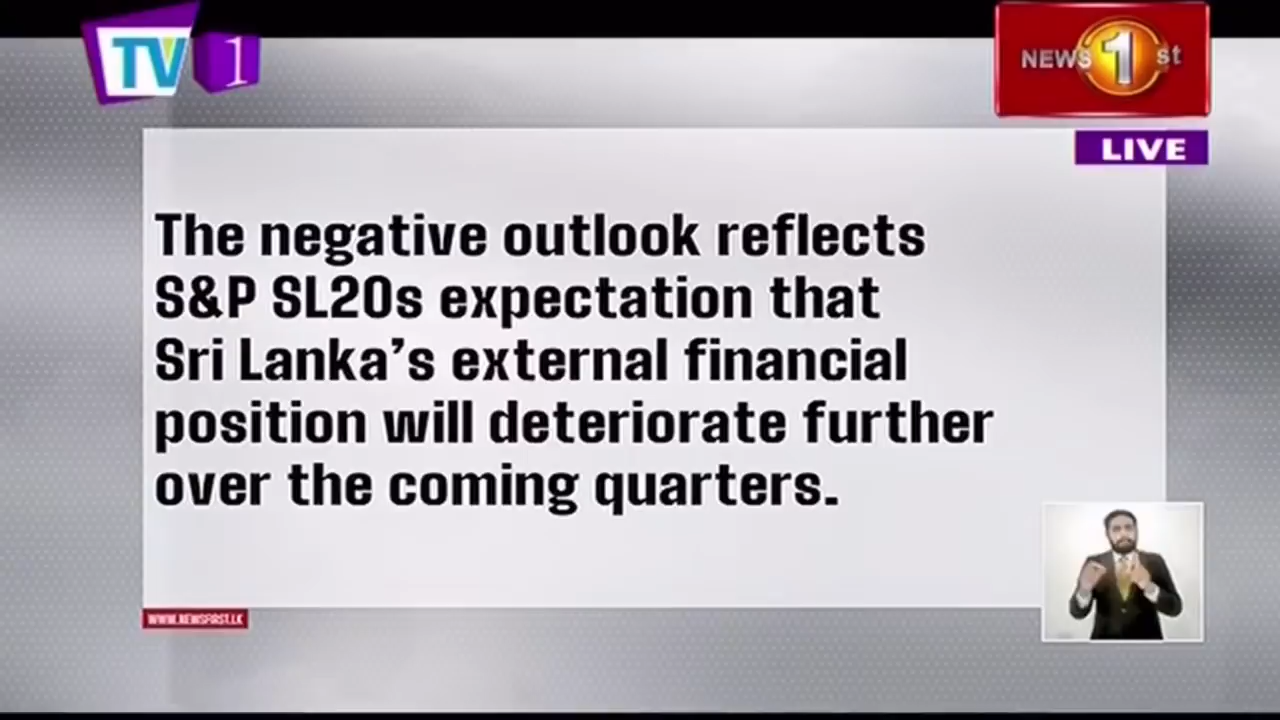 TV 1
NEWS 1st
LIVE
The negative outlook reflects
S&P SL20s expectation that
Sri Lanka’s external financial
position will deteriorate further
over the coming quarters.
WWW.NEWSFIRST.LK